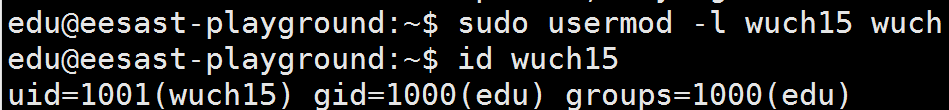 edu@eesast-playground:~$ sudo usermod -l wuch15 wuch
edu@eesast-playground:~$ id wuch15
uid=1001(wuch15) gid=1000(edu) groups=1000(edu)